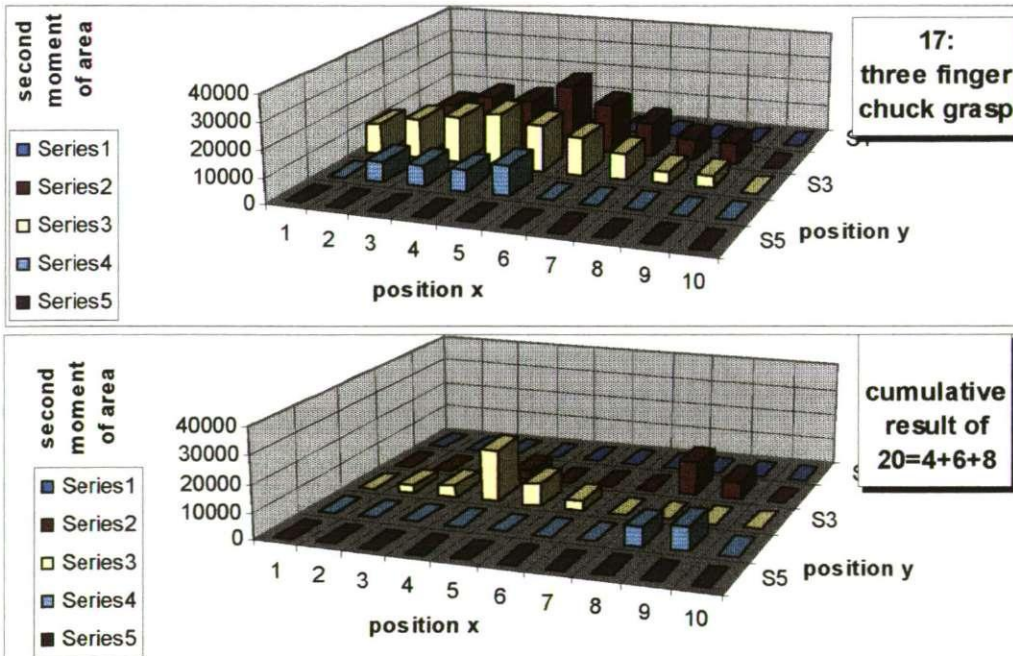 second
moment
of area
40000
30000
20000
10000
0
Series1
Series2
Series3
Series4
Series5
1 2 3 4 5 6 7 8 9 10
position x
S3
S5 position y
17:
three finger
chuck grasp
second
moment
of area
40000
30000
20000
10000
0
Series1
Series2
Series3
Series4
Series5
1 2 3 4 5 6 7 8 9 10
position x
S3
S5 position y
cumulative
result of
20=4+6+8